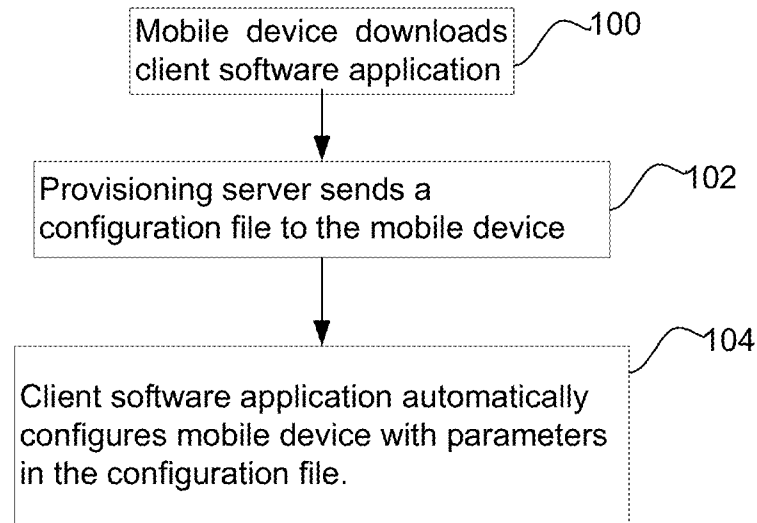 Mobile device downloads
client software application
100
Provisioning server sends a
configuration file to the mobile device
102
Client software application automatically
configures mobile device with parameters
in the configuration file.
104